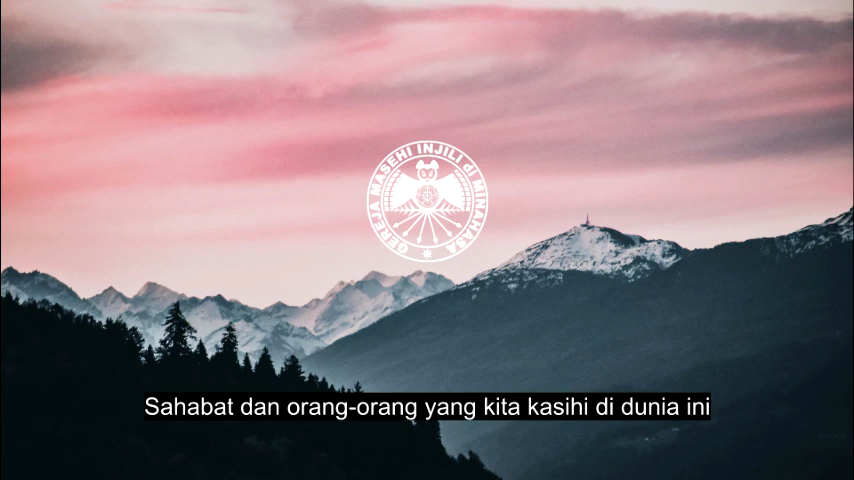 GEREJA MASEHI INJILI di MINAHASA
Sahabat dan orang-orang yang kita kasihi di dunia ini